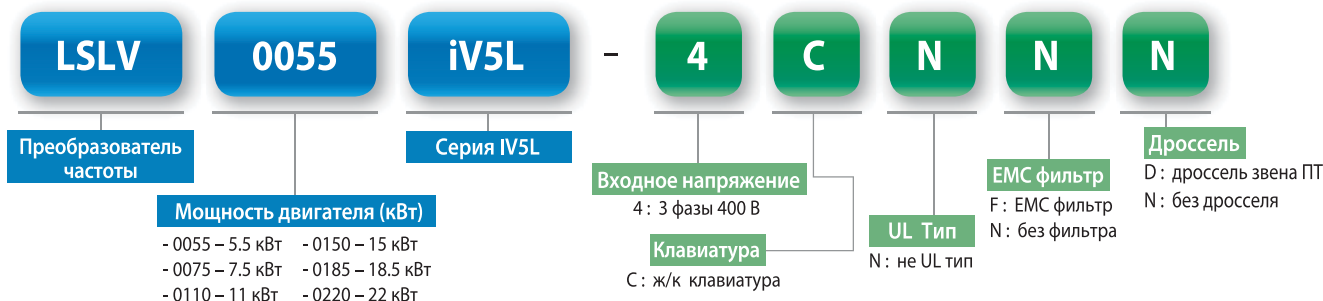 LSLV 0055 iV5L - 4 C N N N
Преобразователь
частоты
Мощность двигателя (кВт)
- 0055 – 5.5 кВт - 0150 – 15 кВт
- 0075 – 7.5 кВт - 0185 – 18.5 кВт
- 0110 – 11 кВт - 0220 – 22 кВт
Серия IV5L
Входное напряжение
4 : 3 фазы 400 В
Клавиатура
C : ж/к клавиатура
UL Тип
N : не UL тип
EMC фильтр
F : EMC фильтр
N : без фильтра
Дроссель
D : дроссель звена ПТ
N : без дросселя